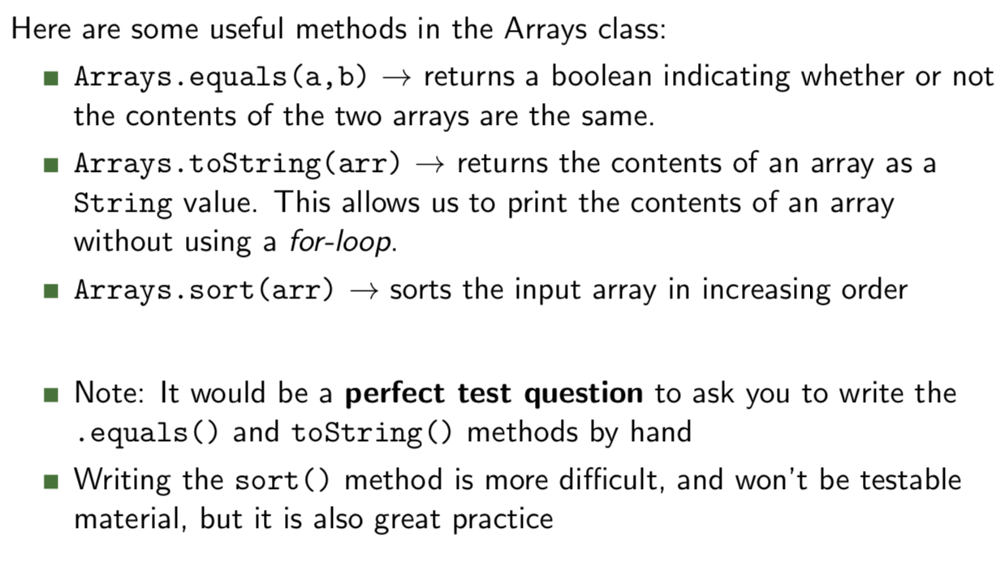 Here are some useful methods in the Arrays class:
■ Arrays.equals(a,b) → returns a boolean indicating whether or not
the contents of the two arrays are the same.
■ Arrays.toString(arr) → returns the contents of an array as a
String value. This allows us to print the contents of an array
without using a for-loop.
■ Arrays.sort(arr) → sorts the input array in increasing order
■ Note: It would be a perfect test question to ask you to write the
.equals() and toString() methods by hand
■ Writing the sort() method is more difficult, and won't be testable
material, but it is also great practice